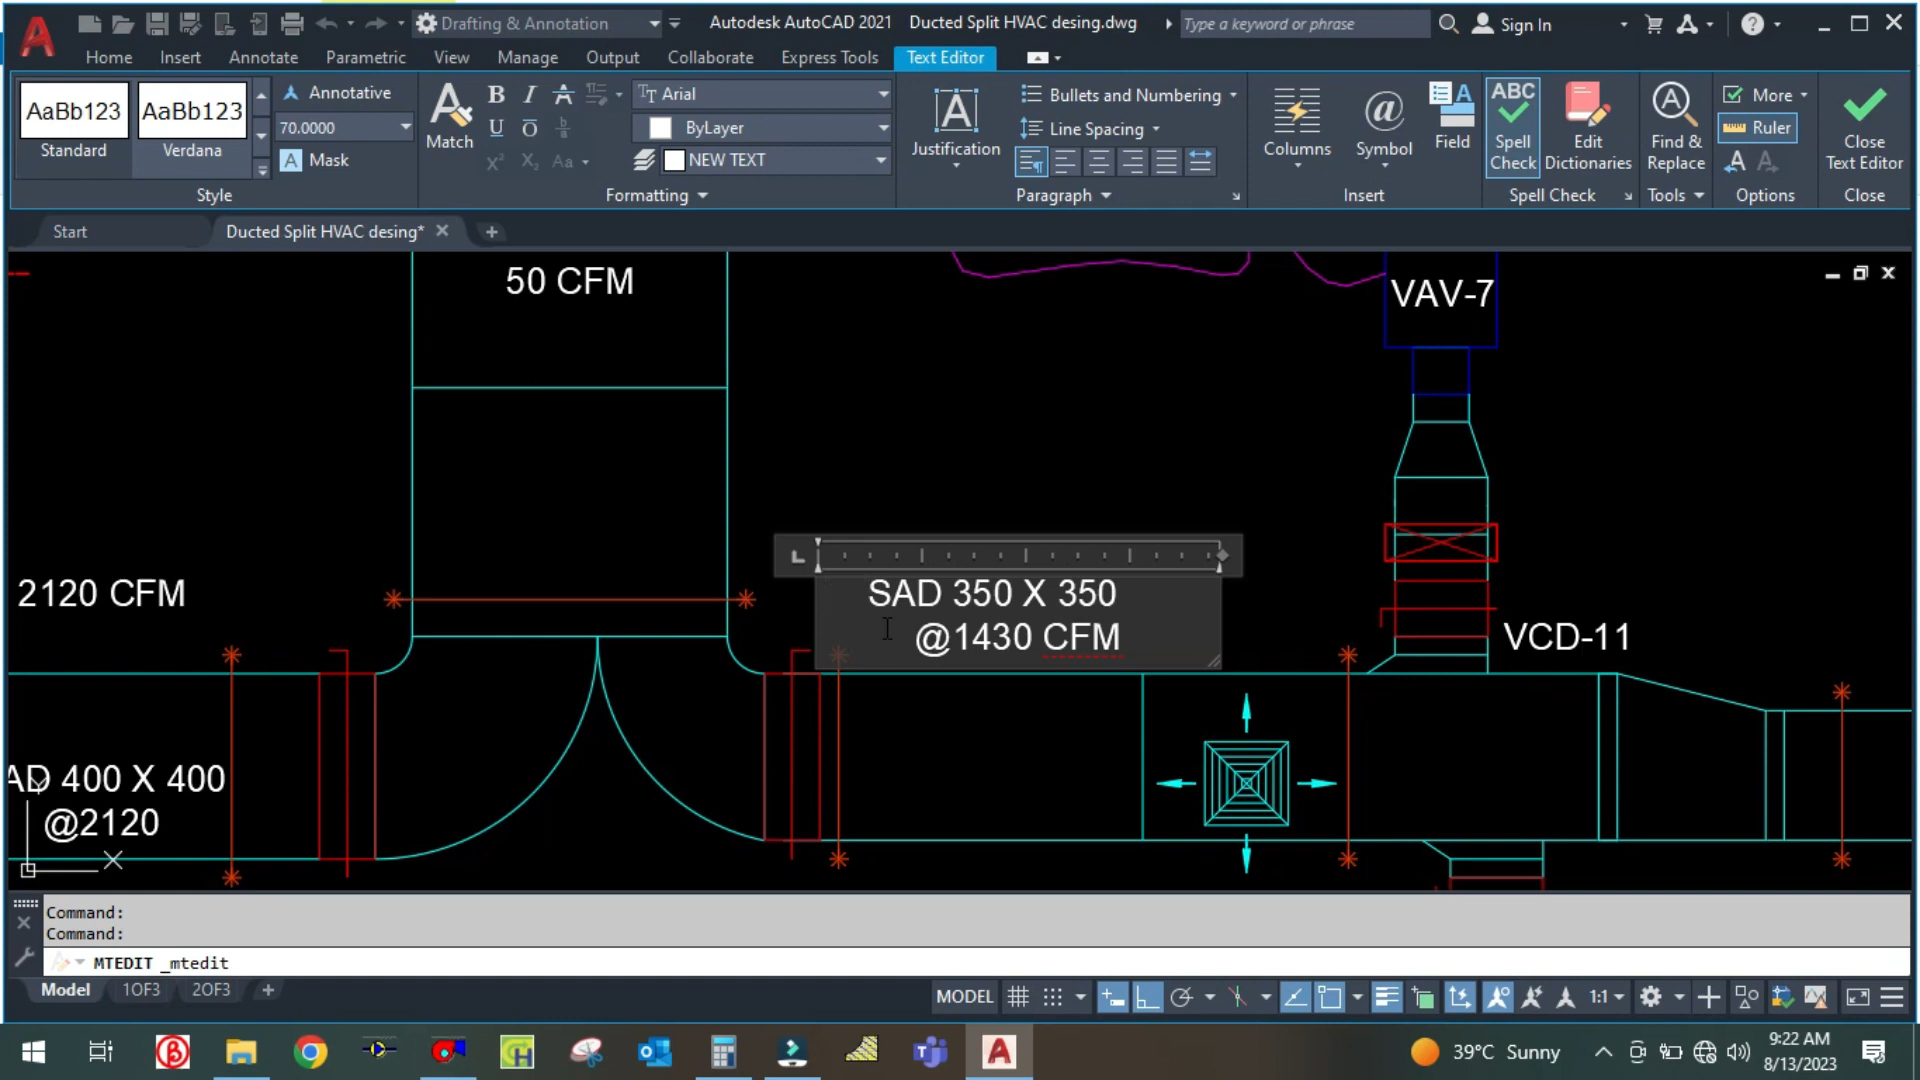 Drafting & Annotation
Autodesk AutoCAD 2021 Ducted Split HVAC desing.dwg
Type a keyword or phrase
Sign In
Home Insert Annotate Parametric View Manage Output Collaborate Express Tools Text Editor
AaBb123
Standard
AaBb123
Verdana
Annotative
70.0000
Mask
Style
Match
Arial
ByLayer
NEW TEXT
Formatting
Justification
Bullets and Numbering
Line Spacing
Paragraph
Columns
Symbol
Field
Insert
ABC
Spell
Check
Edit
Dictionaries
Spell Check
Find &
Replace
Tools
More
Ruler
Options
Close
Text Editor
Close
Start
Ducted Split HVAC desing*
50 CFM
VAV-7
2120 CFM
SAD 350 X 350
@1430 CFM
VCD-11
AD 400 X 400
@2120
Command:
Command:
MTEDIT _mtedit
Model 1OF3 2OF3
MODEL
1:1
39°C Sunny
9:22 AM
8/13/2023